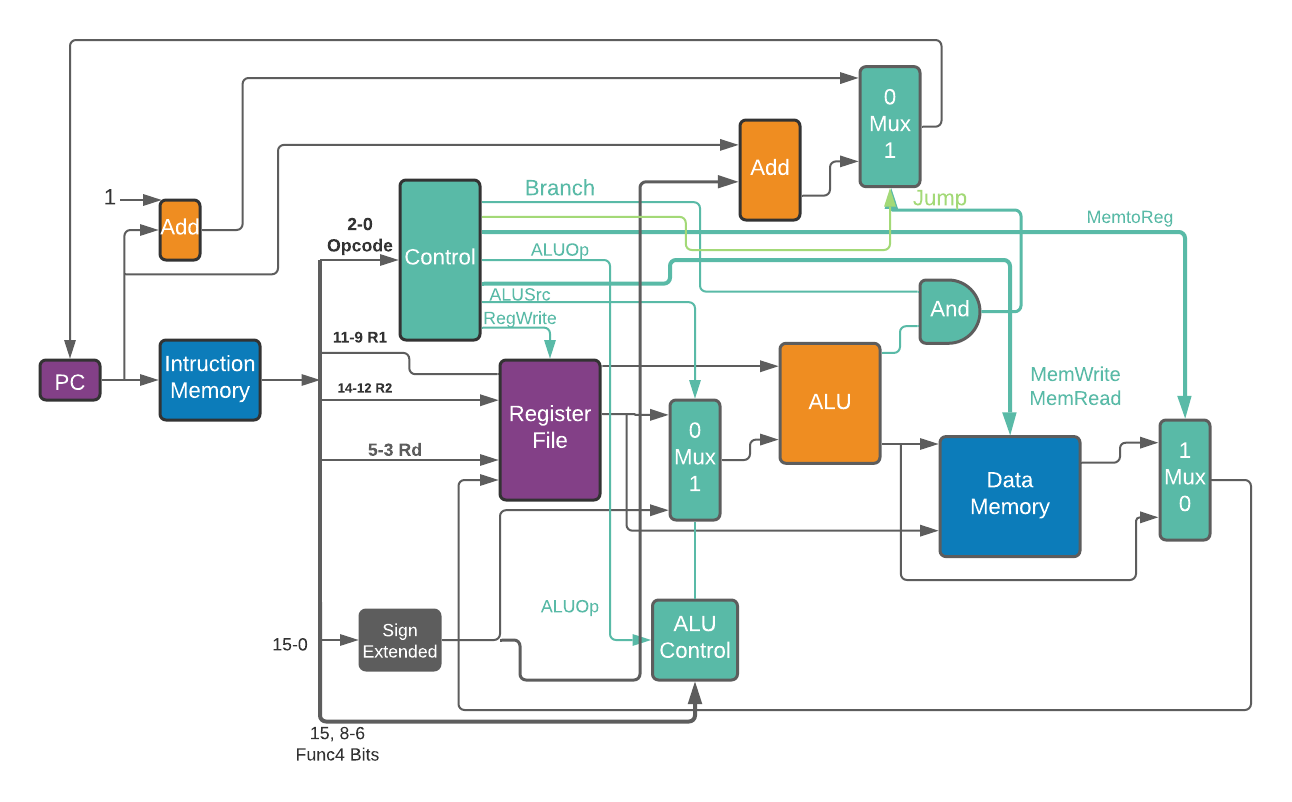 0
Mux
1
Add
Branch
Jump
1
Add
2-0
Opcode
Control
MemtoReg
ALUOp
ALUSrc
RegWrite
And
11-9 R1
PC
Intruction
Memory
14-12 R2
MemWrite
MemRead
Register
File
ALU
0
Mux
1
5-3 Rd
1
Mux
0
Data
Memory
ALUOp
ALU
Control
15-0
Sign
Extended
15, 8-6
Func4 Bits